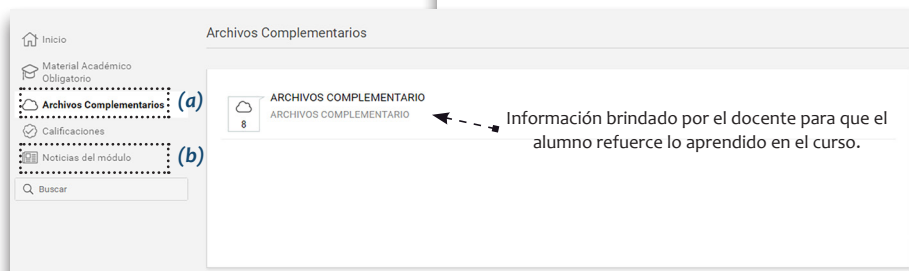 Inicio
Material Académico
Obligatorio
Archivos Complementarios
(a)
Calificaciones
Noticias del módulo
(b)
Buscar
Archivos Complementarios
ARCHIVOS COMPLEMENTARIO
ARCHIVOS COMPLEMENTARIO
8
Información brindado por el docente para que el
alumno refuerce lo aprendido en el curso.